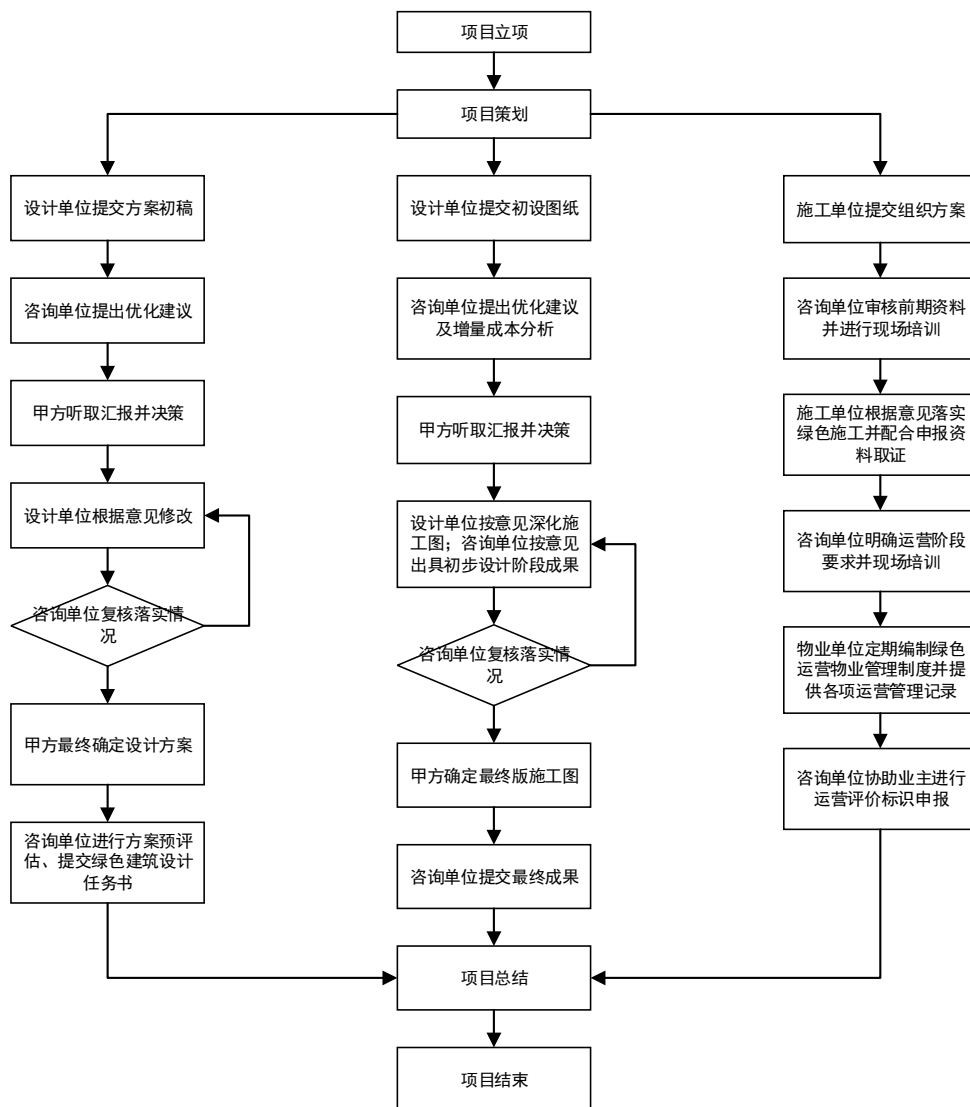 项目立项
项目策划
设计单位提交方案初稿
咨询单位提出优化建议
甲方听取汇报并决策
设计单位根据意见修改
咨询单位复核落实情
况
甲方最终确定设计方案
咨询单位进行方案预评
估、提交绿色建筑设计
任务书
设计单位提交初设图纸
咨询单位提出优化建议
及增量成本分析
甲方听取汇报并决策
设计单位按意见深化施
工图；咨询单位按意见
出具初步设计阶段成果
咨询单位复核落实情
况
甲方确定最终版施工图
咨询单位提交最终成果
施工单位提交组织方案
咨询单位审核前期资料
并进行现场培训
施工单位根据意见落实
绿色施工并配合申报资
料取证
咨询单位明确运营阶段
要求并现场培训
物业单位定期编制绿色
运营物业管理制度并提
供各项运营管理记录
咨询单位协助业主进行
运营评价标识申报
项目总结
项目结束